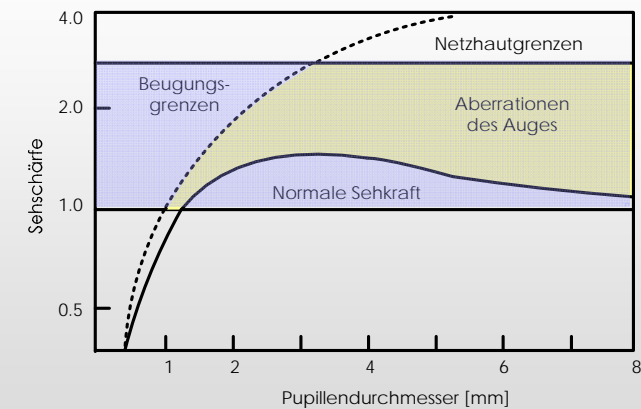 4.0
Netzhautgrenzen
Beugungs-
grenzen
Aberrationen
des Auges
2.0
Sehschärfe
Normale Sehkraft
1.0
0.5
1 2 4 6 8
Pupillendurchmesser [mm]